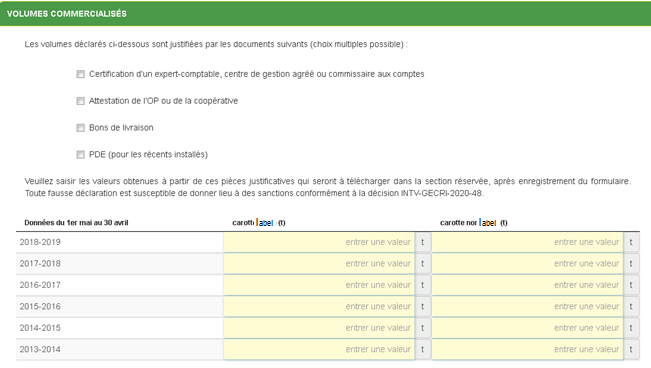 VOLUMES COMMERCIALISÉS
Les volumes déclarés ci-dessous sont justifiées par les documents suivants (choix multiples possible) :
Certification d'un expert-comptable, centre de gestion agréé ou commissaire aux comptes
Attestation de l'OP ou de la coopérative
Bons de livraison
PDE (pour les récents installés)
Veuillez saisir les valeurs obtenues à partir de ces pièces justificatives qui seront à télécharger dans la section réservée, après enregistrement du formulaire.
Toute fausse déclaration est susceptible de donner lieu à des sanctions conformément à la décision INTV-GECRI-2020-48.
Données du 1er mai au 30 avril carott label (t) carotte nor label (t)
2018-2019 entrer une valeur t entrer une valeur t
2017-2018 entrer une valeur t entrer une valeur t
2016-2017 entrer une valeur t entrer une valeur t
2015-2016 entrer une valeur t entrer une valeur t
2014-2015 entrer une valeur t entrer une valeur t
2013-2014 entrer une valeur t entrer une valeur t